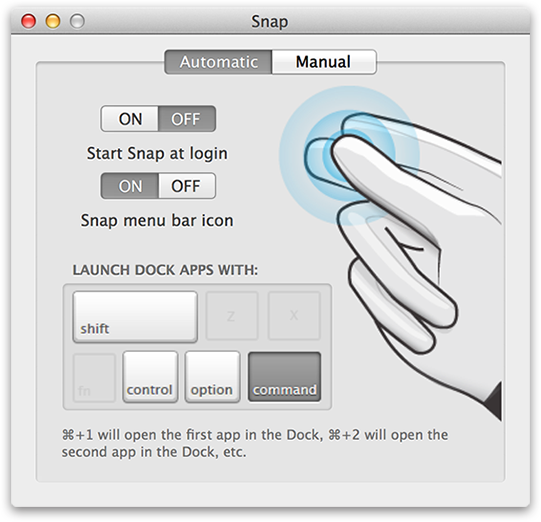 Snap
Automatic Manual
ON OFF
Start Snap at login
ON OFF
Snap menu bar icon
LAUNCH DOCK APPS WITH:
shift Z X
fn control option command
⌘+1 will open the first app in the Dock, ⌘+2 will open the
second app in the Dock, etc.